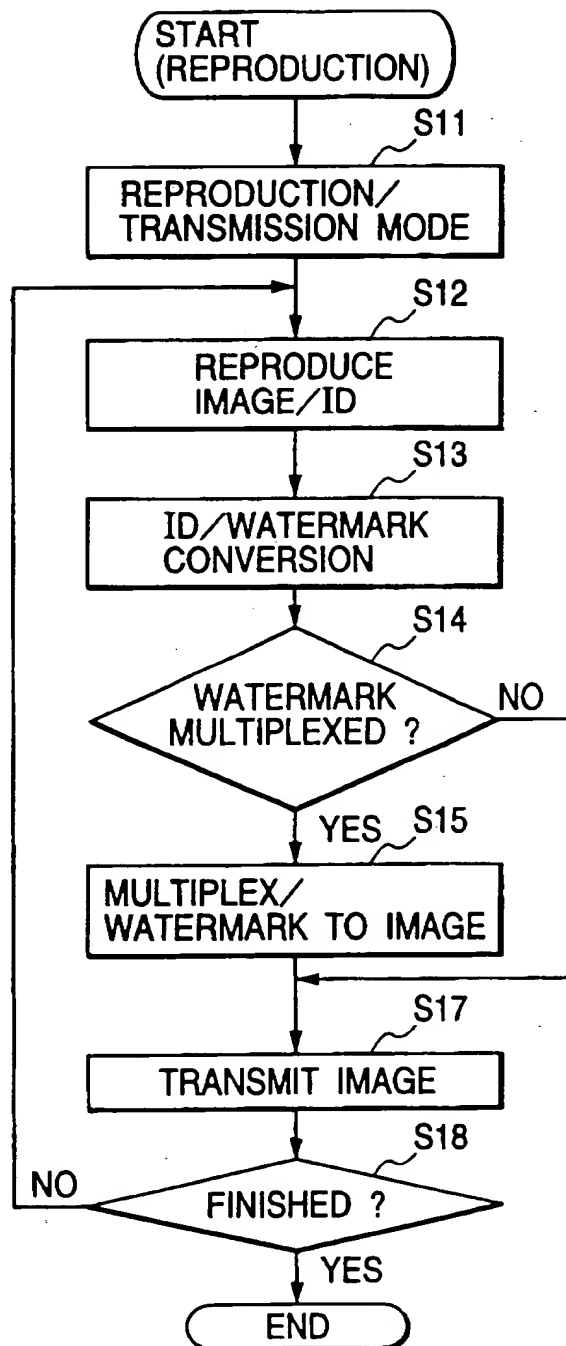 START
(REPRODUCTION)
S11
REPRODUCTION/
TRANSMISSION MODE
S12
REPRODUCE
IMAGE/ID
S13
ID/WATERMARK
CONVERSION
S14
WATERMARK
MULTIPLEXED ?
NO
YES
S15
MULTIPLEX/
WATERMARK TO IMAGE
S17
TRANSMIT IMAGE
S18
NO
FINISHED ?
YES
END